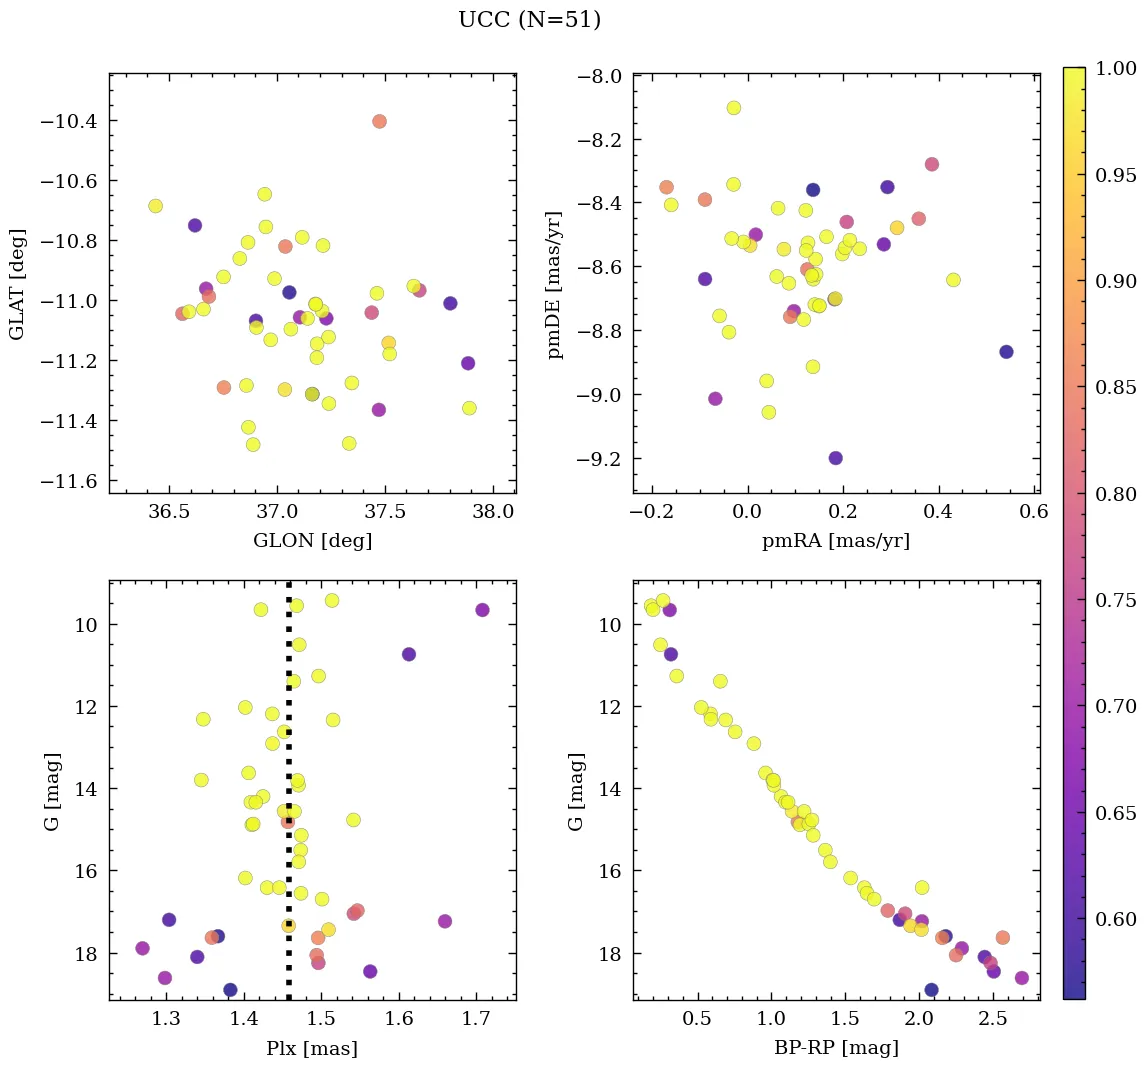 UCC (N=51)
−10.4
−10.6
−10.8
−11.0
−11.2
−11.4
−11.6
GLAT [deg]
36.5 37.0 37.5 38.0
GLON [deg]
−8.0
−8.2
−8.4
−8.6
−8.8
−9.0
−9.2
pmDE [mas/yr]
−0.2 0.0 0.2 0.4 0.6
pmRA [mas/yr]
10
12
14
16
18
G [mag]
1.3 1.4 1.5 1.6 1.7
Plx [mas]
10
12
14
16
18
G [mag]
0.5 1.0 1.5 2.0 2.5
BP-RP [mag]
1.00
0.95
0.90
0.85
0.80
0.75
0.70
0.65
0.60